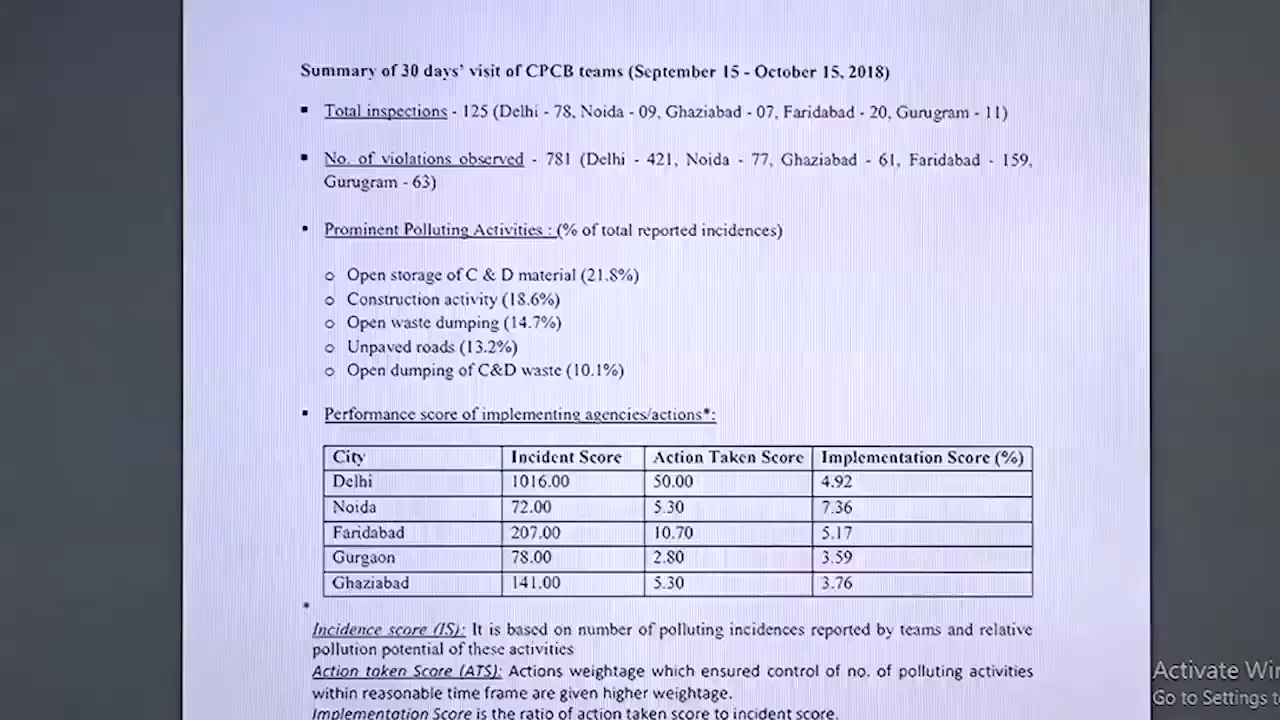 Summary of 30 days' visit of CPCB teams (September 15 - October 15, 2018)
▪ Total inspections - 125 (Delhi - 78, Noida - 09, Ghaziabad - 07, Faridabad - 20, Gurugram - 11)
▪ No. of violations observed - 781 (Delhi - 421, Noida - 77, Ghaziabad - 61, Faridabad - 159,
Gurugram - 63)
▪ Prominent Polluting Activities : (% of total reported incidences)
o Open storage of C & D material (21.8%)
o Construction activity (18.6%)
o Open waste dumping (14.7%)
o Unpaved roads (13.2%)
o Open dumping of C&D waste (10.1%)
▪ Performance score of implementing agencies/actions*:
City Incident Score Action Taken Score Implementation Score (%)
Delhi 1016.00 50.00 4.92
Noida 72.00 5.30 7.36
Faridabad 207.00 10.70 5.17
Gurgaon 78.00 2.80 3.59
Ghaziabad 141.00 5.30 3.76
*
Incidence score (IS): It is based on number of polluting incidences reported by teams and relative
pollution potential of these activities
Action taken Score (ATS): Actions weightage which ensured control of no. of polluting activities
within reasonable time frame are given higher weightage.
Implementation Score is the ratio of action taken score to incident score.
Activate Wi
Go to Settings t